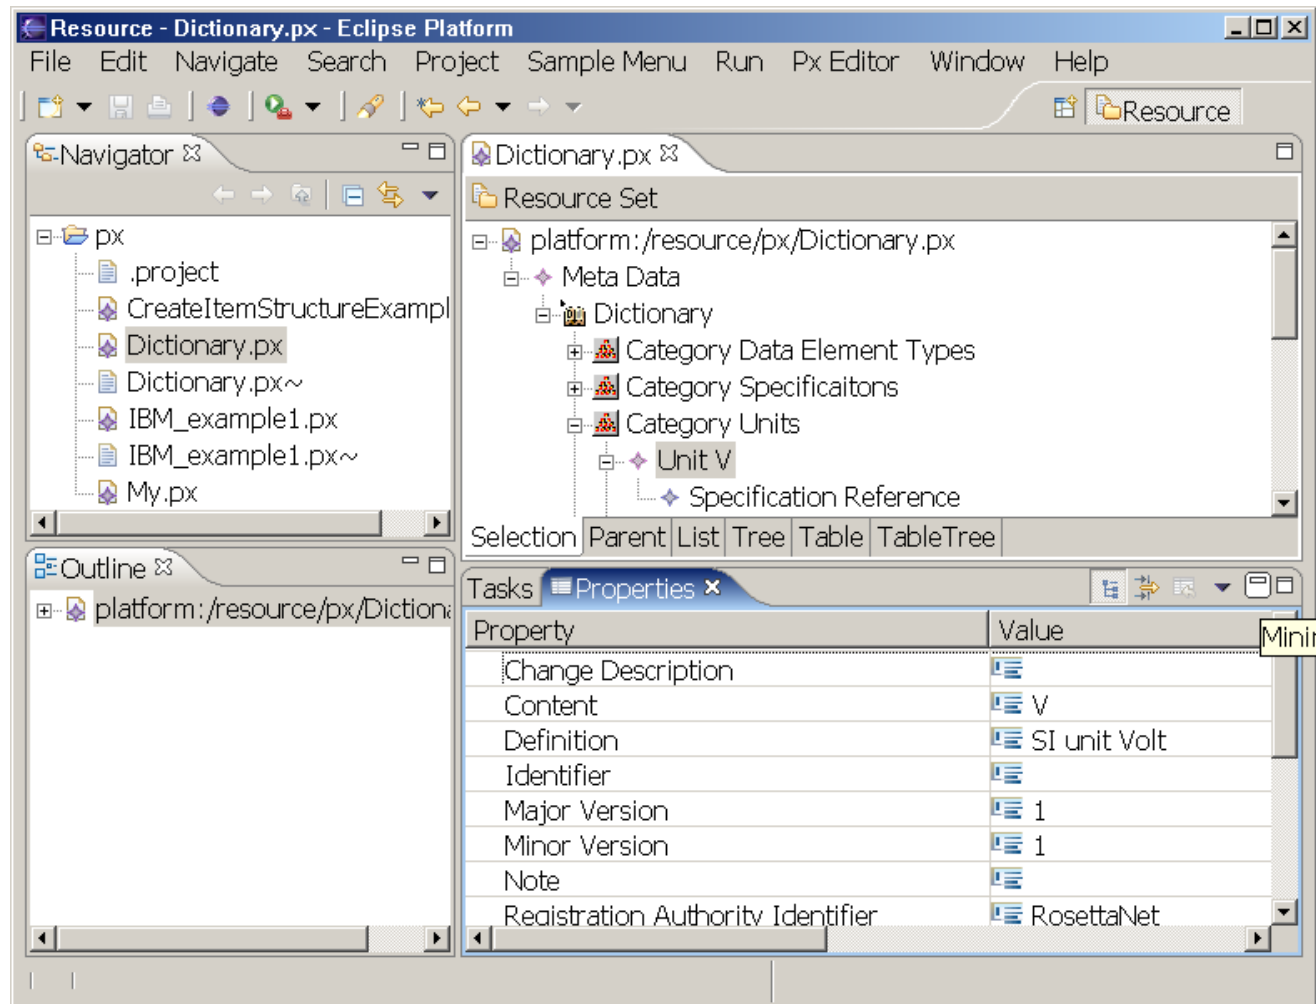 Resource - Dictionary.px - Eclipse Platform
File Edit Navigate Search Project Sample Menu Run Px Editor Window Help
Resource
Navigator
px
.project
CreateItemStructureExampl
Dictionary.px
Dictionary.px~
IBM_example1.px
IBM_example1.px~
My.px
Dictionary.px
Resource Set
platform:/resource/px/Dictionary.px
Meta Data
Dictionary
Category Data Element Types
Category Specificaitons
Category Units
Unit V
Specification Reference
Selection Parent List Tree Table TableTree
Outline
platform:/resource/px/Diction
Tasks Properties
Property Value
Mini
Change Description
Content V
Definition SI unit Volt
Identifier
Major Version 1
Minor Version 1
Note
Registration Authority Identifier RosettaNet